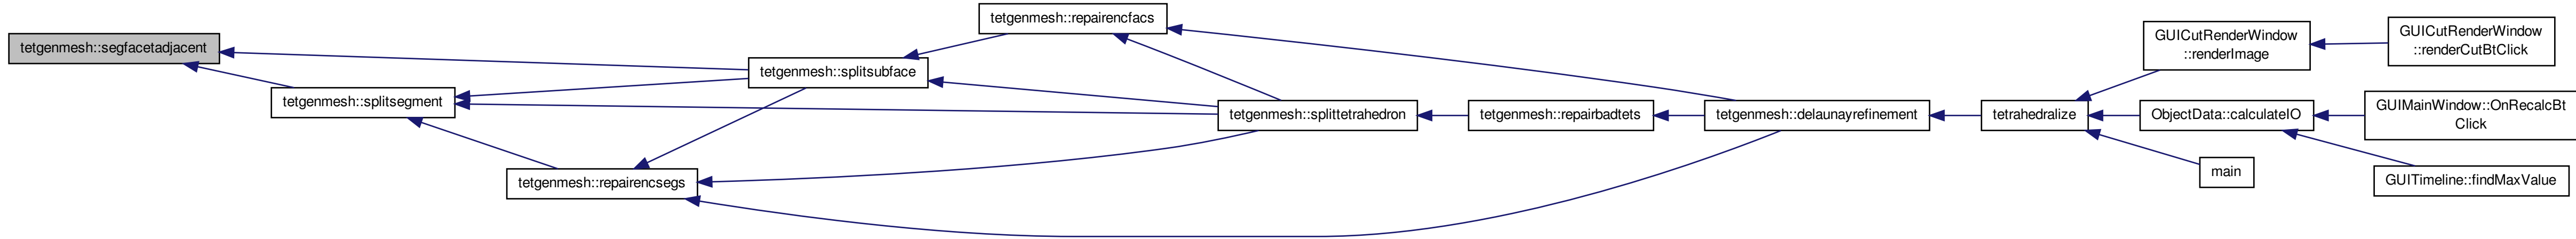 tetgenmesh::segfacetadjacent
tetgenmesh::splitsegment
tetgenmesh::repairencsegs
tetgenmesh::splitsubface
tetgenmesh::repairencfacs
tetgenmesh::splittetrahedron
tetgenmesh::repairbadtets
tetgenmesh::delaunayrefinement
tetrahedralize
GUICutRenderWindow
::renderImage
ObjectData::calculateIO
main
GUICutRenderWindow
::renderCutBtClick
GUIMainWindow::OnRecalcBt
Click
GUITimeline::findMaxValue